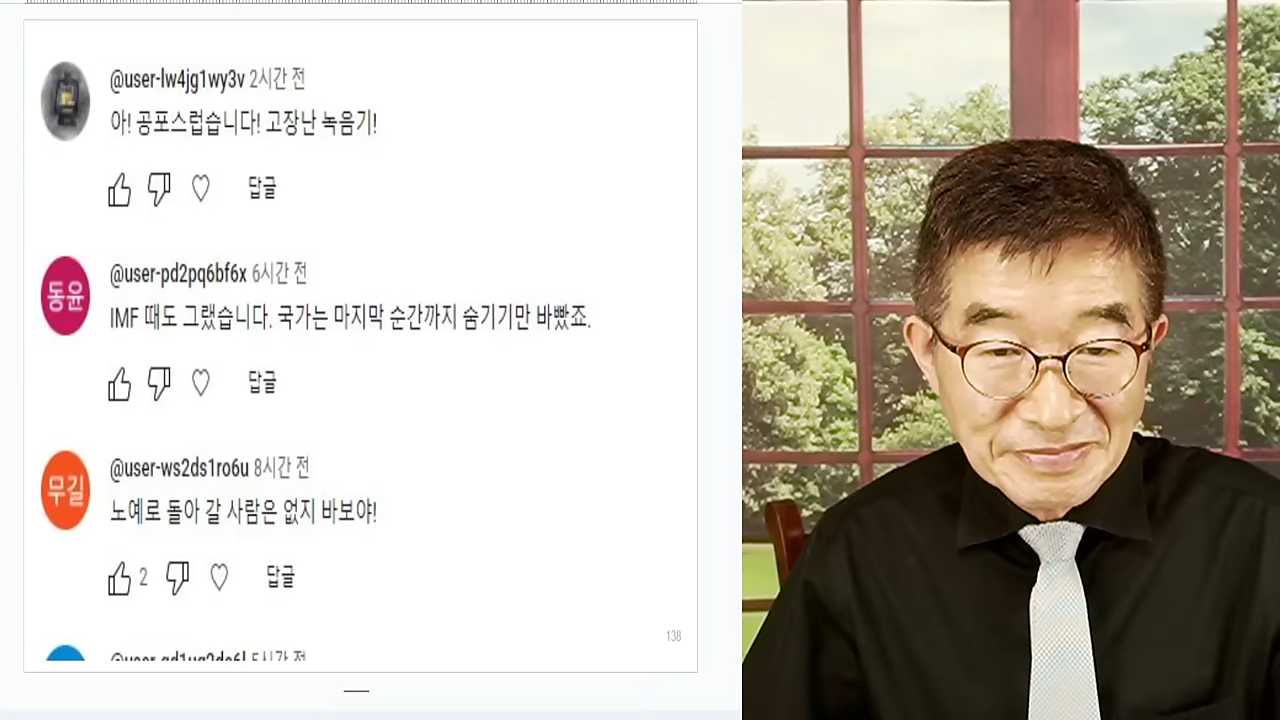 @user-lw4jg1wy3v 2시간 전
아! 공포스럽습니다! 고장난 녹음기!
답글
동윤
@user-pd2pq6bf6x 6시간 전
IMF 때도 그랬습니다. 국가는 마지막 순간까지 숨기기만 바빴죠.
답글
무길
@user-ws2ds1ro6u 8시간 전
노예로 돌아 갈 사람은 없지 바보야!
2 답글
138